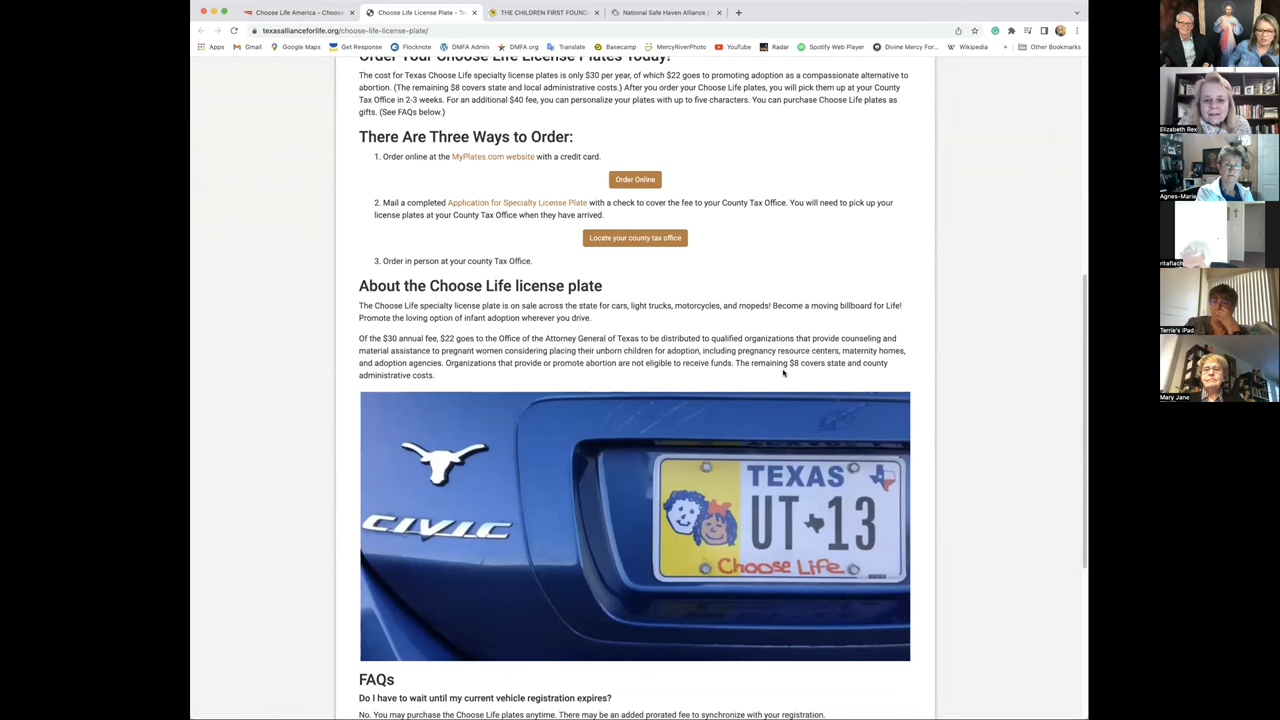 Choose Life America - Choose
Choose Life License Plate - Te
THE CHILDREN FIRST FOUND
National Safe Haven Alliance |
texasallianceforlife.org/choose-life-license-plate/
Apps
Gmail
Google Maps
Get Response
Flocknote
DMFA Admin
DMFA.org
Translate
Basecamp
MercyRiverPhoto
YouTube
Radar
Spotify Web Player
Divine Mercy For...
Wikipedia
Other Bookmarks
Order Your Choose Life License Plates Today!
The cost for Texas Choose Life specialty license plates is only $30 per year, of which $22 goes to promoting adoption as a compassionate alternative to
abortion. (The remaining $8 covers state and local administrative costs.) After you order your Choose Life plates, you will pick them up at your County
Tax Office in 2-3 weeks. For an additional $40 fee, you can personalize your plates with up to five characters. You can purchase Choose Life plates as
gifts. (See FAQs below.)
There Are Three Ways to Order:
1. Order online at the MyPlates.com website with a credit card.
Order Online
2. Mail a completed Application for Specialty License Plate with a check to cover the fee to your County Tax Office. You will need to pick up your
license plates at your County Tax Office when they have arrived.
Locate your county tax office
3. Order in person at your county Tax Office.
About the Choose Life license plate
The Choose Life specialty license plate is on sale across the state for cars, light trucks, motorcycles, and mopeds! Become a moving billboard for Life!
Promote the loving option of infant adoption wherever you drive.
Of the $30 annual fee, $22 goes to the Office of the Attorney General of Texas to be distributed to qualified organizations that provide counseling and
material assistance to pregnant women considering placing their unborn children for adoption, including pregnancy resource centers, maternity homes,
and adoption agencies. Organizations that provide or promote abortion are not eligible to receive funds. The remaining $8 covers state and county
administrative costs.
CIVIC
TEXAS
UT 13
Choose Life
FAQs
Do I have to wait until my current vehicle registration expires?
No. You may purchase the Choose Life plates anytime. There may be an added prorated fee to synchronize with your registration.
Elizabeth Rex
Agnes-Marie
ritaflach
Terrie's iPad
Mary Jane